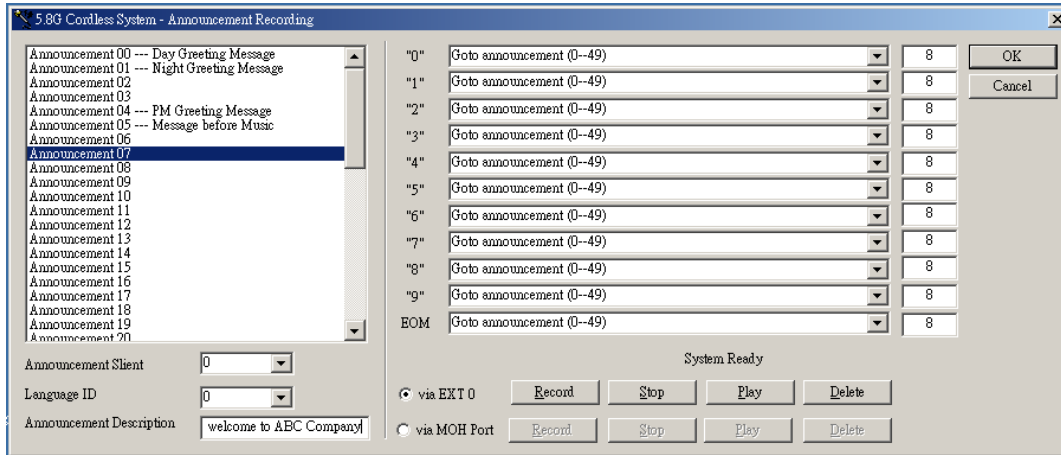 5.8G Cordless System - Announcement Recording
Announcement 00 --- Day Greeting Message
Announcement 01 --- Night Greeting Message
Announcement 02
Announcement 03
Announcement 04 --- PM Greeting Message
Announcement 05 --- Message before Music
Announcement 06
Announcement 07
Announcement 08
Announcement 09
Announcement 10
Announcement 11
Announcement 12
Announcement 13
Announcement 14
Announcement 15
Announcement 16
Announcement 17
Announcement 18
Announcement 19
Announcement 20
Announcement Slient 0
Language ID 0
Announcement Description welcome to ABC Company
"0" Goto announcement (0--49) 8
"1" Goto announcement (0--49) 8
"2" Goto announcement (0--49) 8
"3" Goto announcement (0--49) 8
"4" Goto announcement (0--49) 8
"5" Goto announcement (0--49) 8
"6" Goto announcement (0--49) 8
"7" Goto announcement (0--49) 8
"8" Goto announcement (0--49) 8
"9" Goto announcement (0--49) 8
EOM Goto announcement (0--49) 8
System Ready
via EXT 0 Record Stop Play Delete
via MOH Port Record Stop Play Delete
OK
Cancel